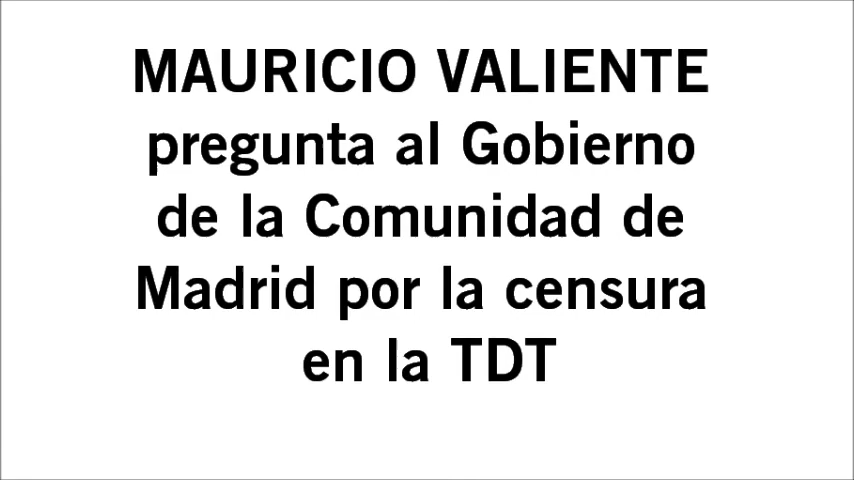 MAURICIO VALIENTE
pregunta al Gobierno
de la Comunidad de
Madrid por la censura
en la TDT